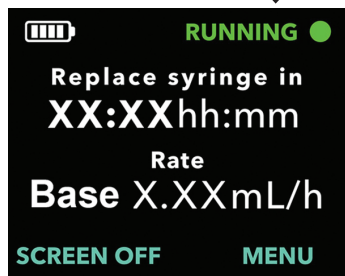 RUNNING
Replace syringe in
XX:XXhh:mm
Rate
Base X.XXmL/h
SCREEN OFF MENU